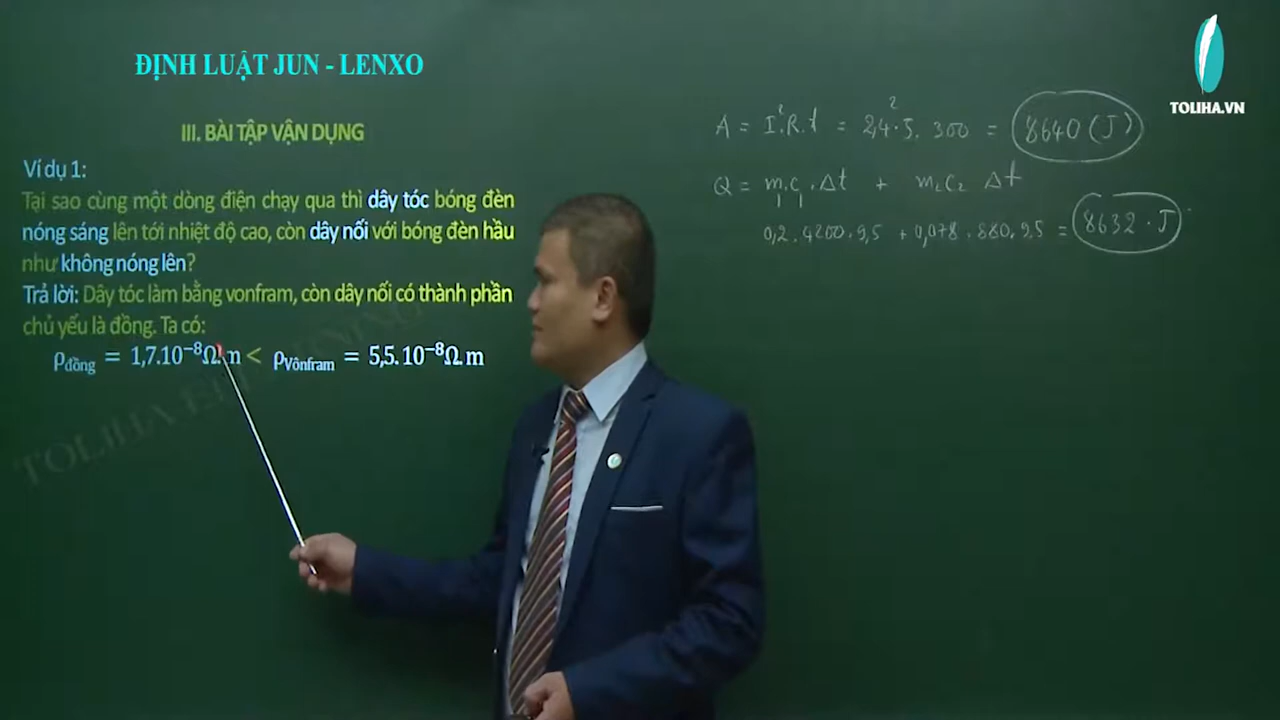 ĐỊNH LUẬT JUN - LENXO
TOLIHA.VN
III. BÀI TẬP VẬN DỤNG
Ví dụ 1:
Tại sao cùng một dòng điện chạy qua thì dây tóc bóng đèn
nóng sáng lên tới nhiệt độ cao, còn dây nối với bóng đèn hầu
như không nóng lên?
Trả lời: Dây tóc làm bằng vonfram, còn dây nối có thành phần
chủ yếu là đồng. Ta có:
ρđồng = 1,7.10⁻⁸Ω.m < ρVônfram = 5,5.10⁻⁸Ω.m
A = I².R.t = 2,4².5.300 = 8640 (J)
Q = m₁c₁.Δt + m₂C₂ Δt
0,2.4200.9,5 + 0,078.880.9,5 = 8632.J